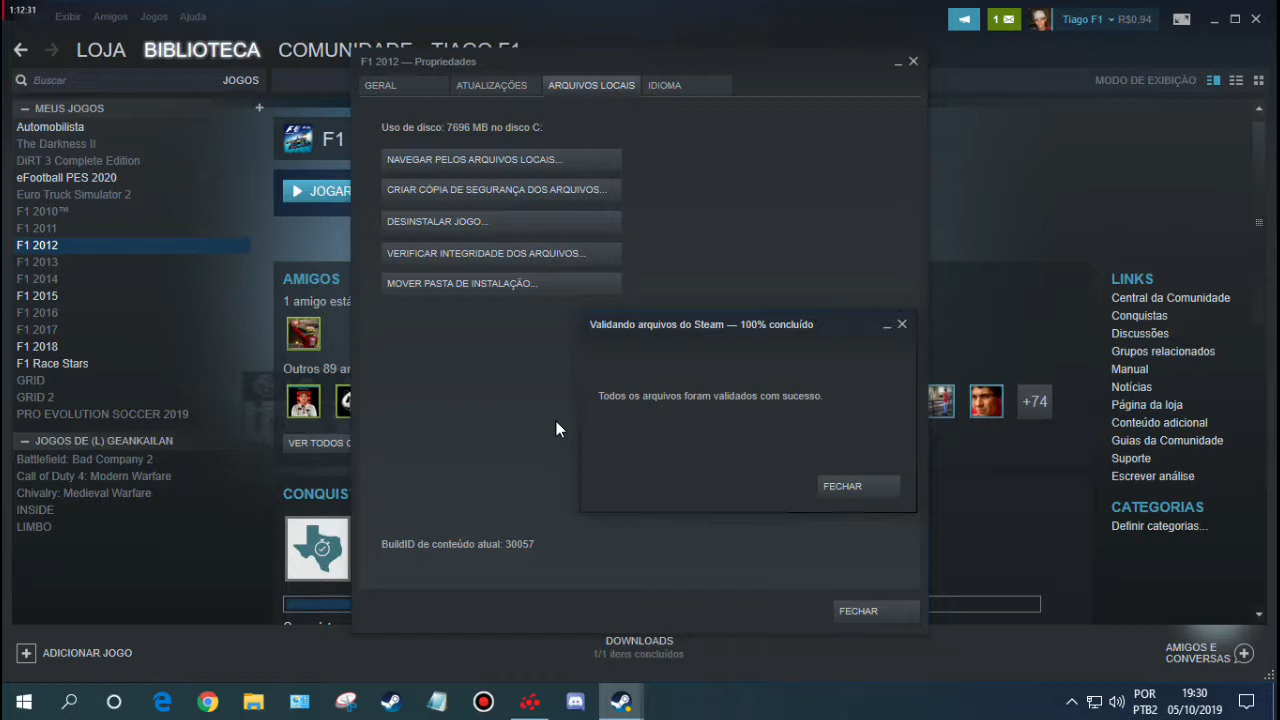 1:12:31
Exibir Amigos Jogos Ajuda
1
Tiago F1 R$0,94
LOJA BIBLIOTECA COMUNIDADE TIAGO F1
Buscar JOGOS
MODO DE EXIBIÇÃO
MEUS JOGOS
Automobilista
The Darkness II
DiRT 3 Complete Edition
eFootball PES 2020
Euro Truck Simulator 2
F1 2010™
F1 2011
F1 2012
F1 2013
F1 2014
F1 2015
F1 2016
F1 2017
F1 2018
F1 Race Stars
GRID
GRID 2
PRO EVOLUTION SOCCER 2019
JOGOS DE (L) GEANKAILAN
Battlefield: Bad Company 2
Call of Duty 4: Modern Warfare
Chivalry: Medieval Warfare
INSIDE
LIMBO
F1
JOGAR
AMIGOS
1 amigo está
Outros 89 a
VER TODOS
CONQUIS
F1 2012 — Propriedades
GERAL ATUALIZAÇÕES ARQUIVOS LOCAIS IDIOMA
Uso de disco: 7696 MB no disco C:
NAVEGAR PELOS ARQUIVOS LOCAIS...
CRIAR CÓPIA DE SEGURANÇA DOS ARQUIVOS...
DESINSTALAR JOGO...
VERIFICAR INTEGRIDADE DOS ARQUIVOS...
MOVER PASTA DE INSTALAÇÃO...
Validando arquivos do Steam — 100% concluído
Todos os arquivos foram validados com sucesso.
FECHAR
BuildID de conteúdo atual: 30057
FECHAR
+74
LINKS
Central da Comunidade
Conquistas
Discussões
Grupos relacionados
Manual
Notícias
Página da loja
Conteúdo adicional
Guias da Comunidade
Suporte
Escrever análise
CATEGORIAS
Definir categorias...
ADICIONAR JOGO
DOWNLOADS
1/1 itens concluídos
AMIGOS E
CONVERSAS
POR
PTB2
19:30
05/10/2019